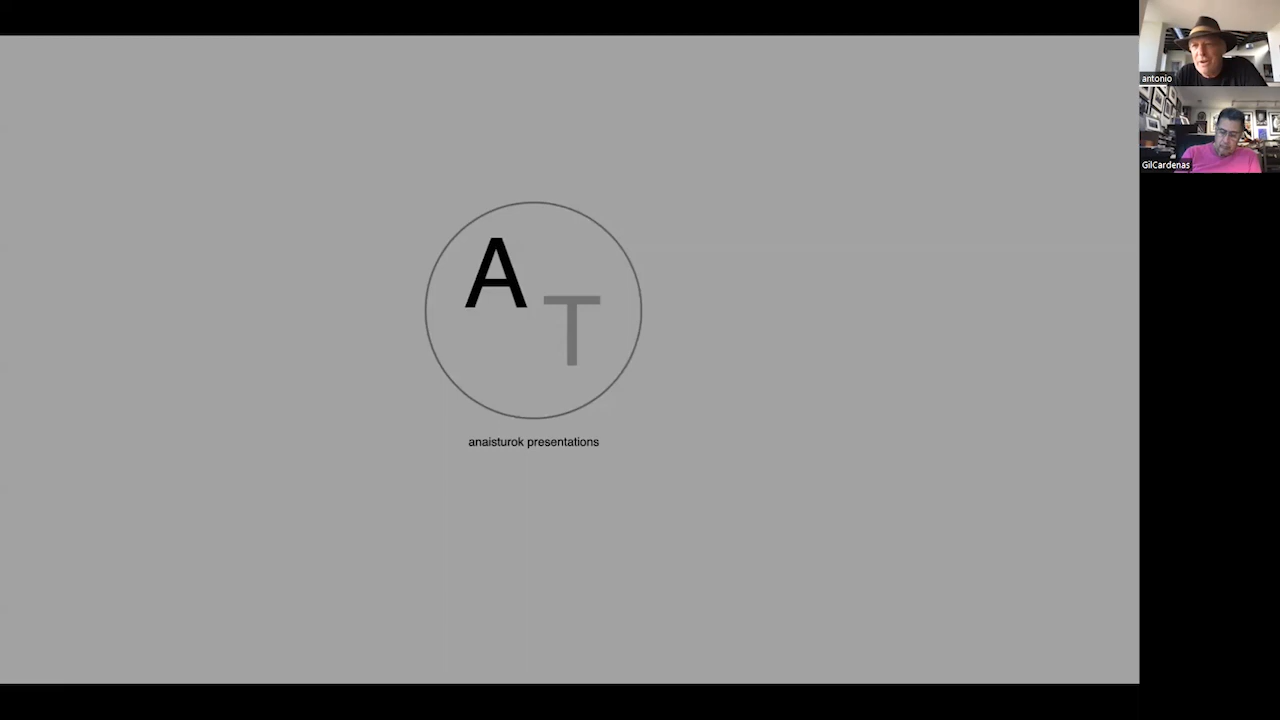 A
T
anaisturok presentations
antonio
GilCardenas